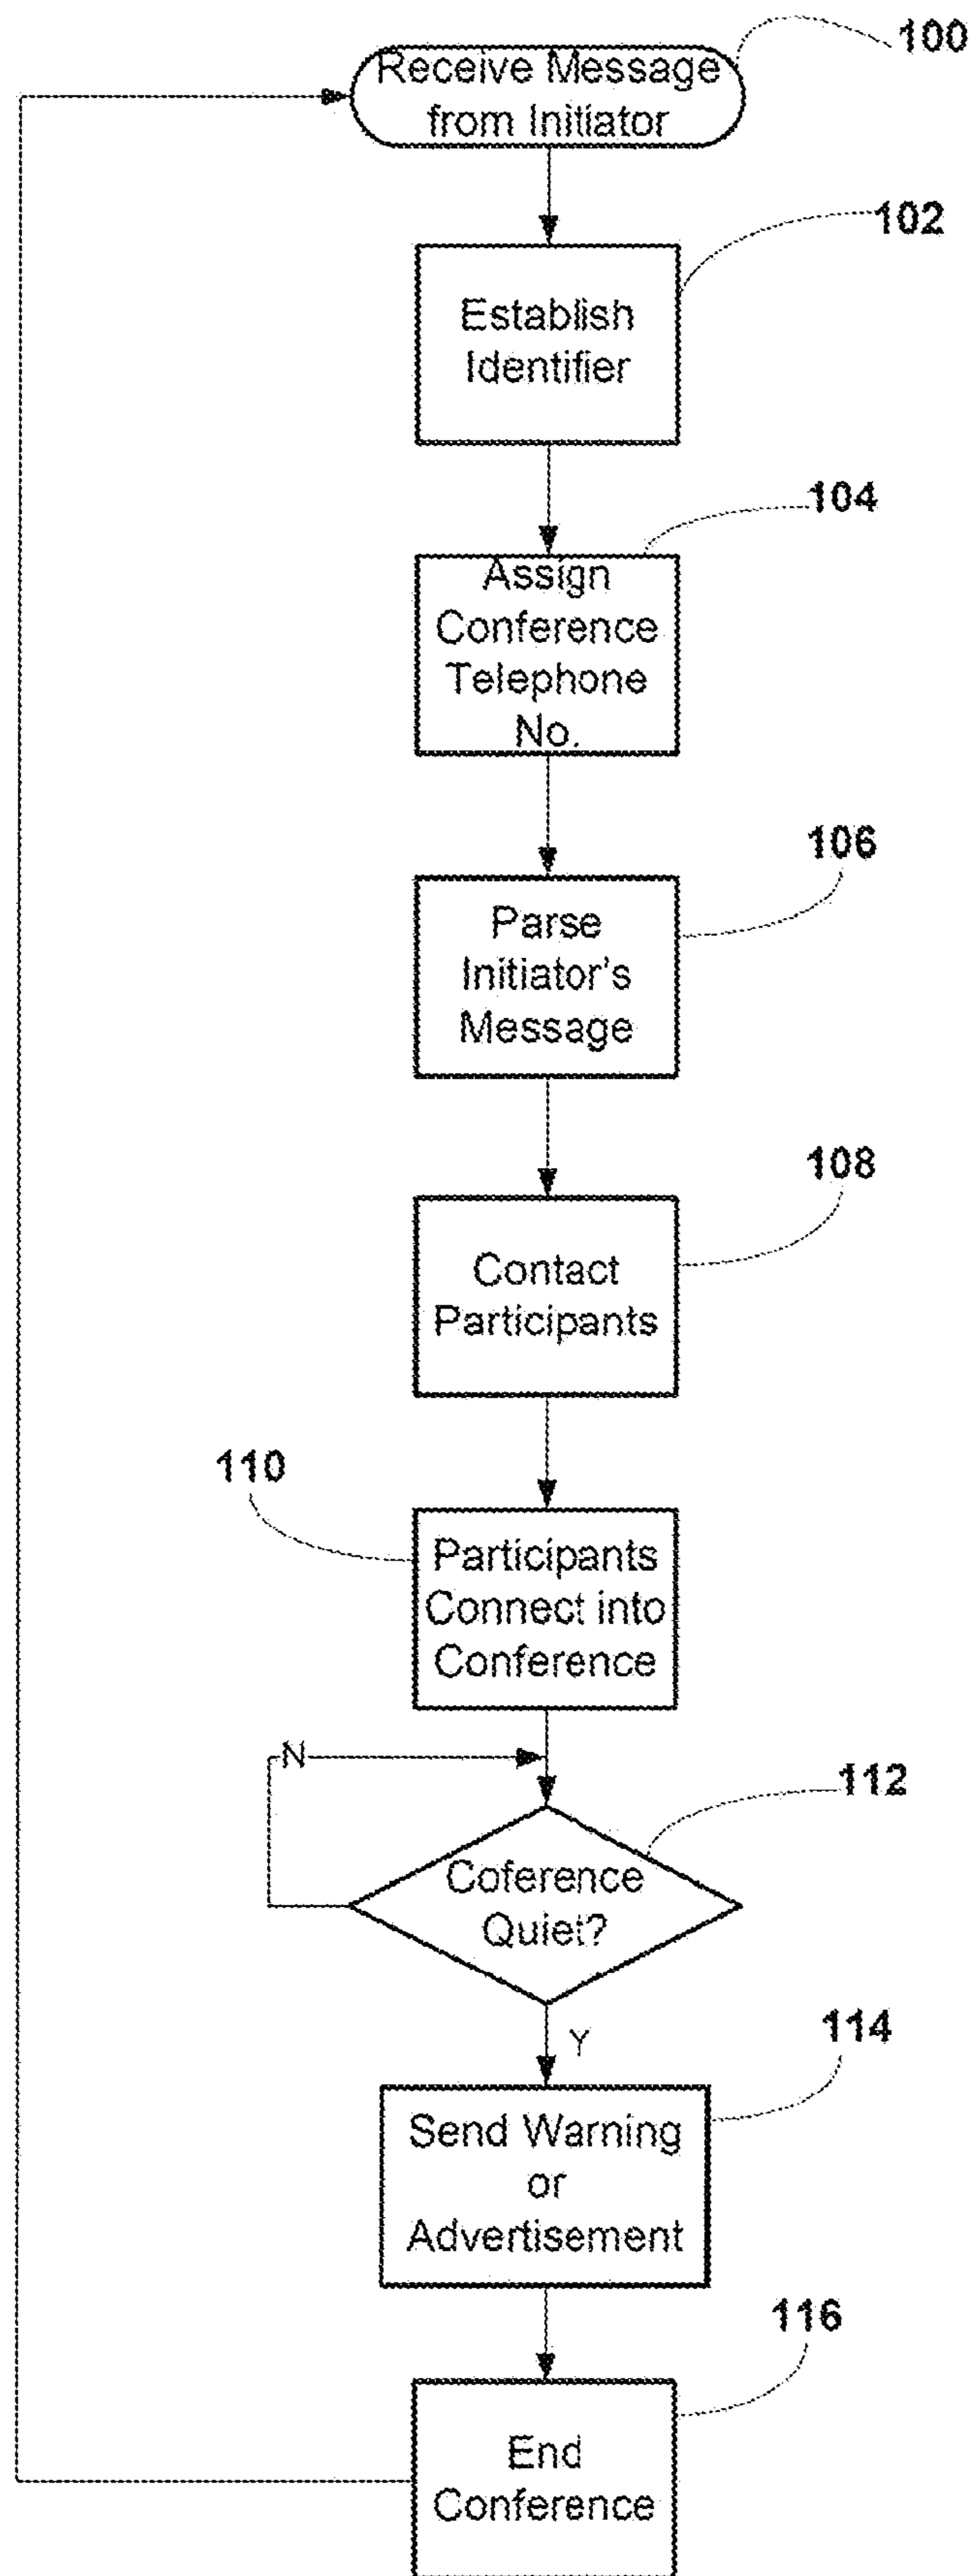 100
Receive Message
from Initiator
102
Establish
Identifier
104
Assign
Conference
Telephone
No.
106
Parse
Initiator's
Message
108
Contact
Participants
110
Participants
Connect into
Conference
N
112
Coference
Quiet?
Y
114
Send Warning
or
Advertisement
116
End
Conference